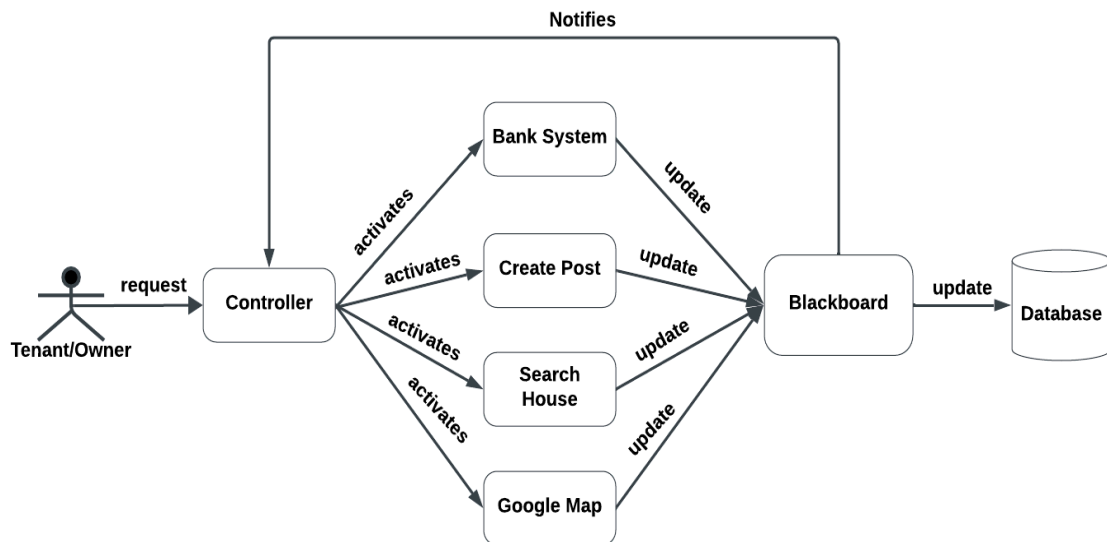 Notifies
Bank System
activates
update
Create Post
activates
update
request
Controller
Blackboard
update
Database
Tenant/Owner
activates
update
Search
House
activates
update
Google Map